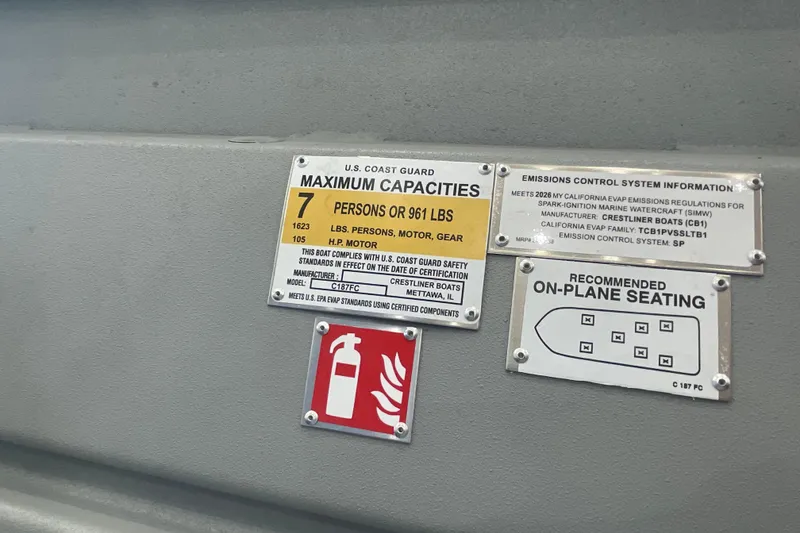 U.S. COAST GUARD
MAXIMUM CAPACITIES
7 PERSONS OR 961 LBS
1623 LBS. PERSONS, MOTOR, GEAR
105 H.P. MOTOR
THIS BOAT COMPLIES WITH U.S. COAST GUARD SAFETY
STANDARDS IN EFFECT ON THE DATE OF CERTIFICATION
MANUFACTURER: CRESTLINER BOATS
MODEL: C187FC METTAWA, IL
MEETS U.S. EPA EVAP STANDARDS USING CERTIFIED COMPONENTS
EMISSIONS CONTROL SYSTEM INFORMATION
MEETS 2026 MY CALIFORNIA EVAP EMISSIONS REGULATIONS FOR
SPARK-IGNITION MARINE WATERCRAFT (SIMW)
MANUFACTURER: CRESTLINER BOATS (CB1)
CALIFORNIA EVAP FAMILY: TCB1PVSSLTB1
EMISSION CONTROL SYSTEM: SP
RECOMMENDED
ON-PLANE SEATING
C 187 FC